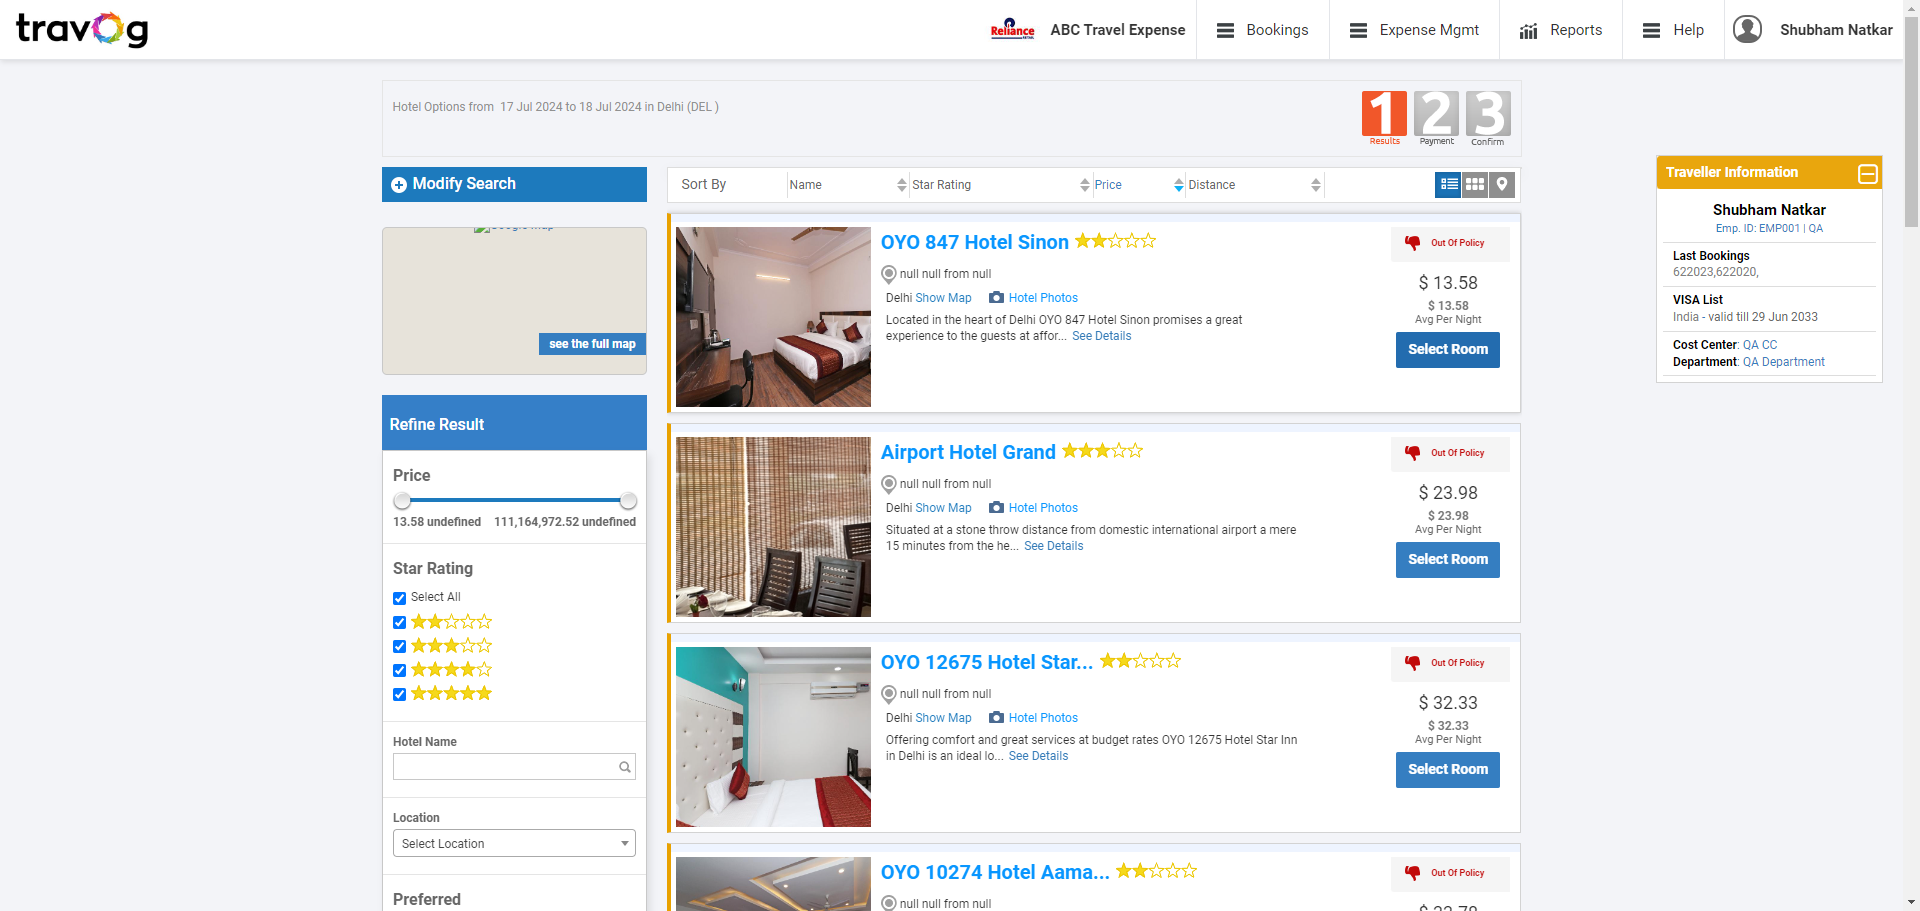 travog
Reliance
RETAIL
ABC Travel Expense
Bookings
Expense Mgmt
Reports
Help
Shubham Natkar
Hotel Options from  17 Jul 2024 to 18 Jul 2024 in Delhi (DEL )
1
Results
2
Payment
3
Confirm
Modify Search
Google Map
see the full map
Refine Result
Price
13.58 undefined
111,164,972.52 undefined
Star Rating
Select All
Hotel Name
Location
Select Location
Preferred
Sort By
Name
Star Rating
Price
Distance
OYO 847 Hotel Sinon
null null from null
Delhi Show Map
Hotel Photos
Located in the heart of Delhi OYO 847 Hotel Sinon promises a great
experience to the guests at affor... See Details
Out Of Policy
$ 13.58
$ 13.58
Avg Per Night
Select Room
Airport Hotel Grand
null null from null
Delhi Show Map
Hotel Photos
Situated at a stone throw distance from domestic international airport a mere
15 minutes from the he... See Details
Out Of Policy
$ 23.98
$ 23.98
Avg Per Night
Select Room
OYO 12675 Hotel Star...
null null from null
Delhi Show Map
Hotel Photos
Offering comfort and great services at budget rates OYO 12675 Hotel Star Inn
in Delhi is an ideal lo... See Details
Out Of Policy
$ 32.33
$ 32.33
Avg Per Night
Select Room
OYO 10274 Hotel Aama...
null null from null
Out Of Policy
$ 33.78
Traveller Information
Shubham Natkar
Emp. ID: EMP001 | QA
Last Bookings
622023,622020,
VISA List
India - valid till 29 Jun 2033
Cost Center: QA CC
Department: QA Department